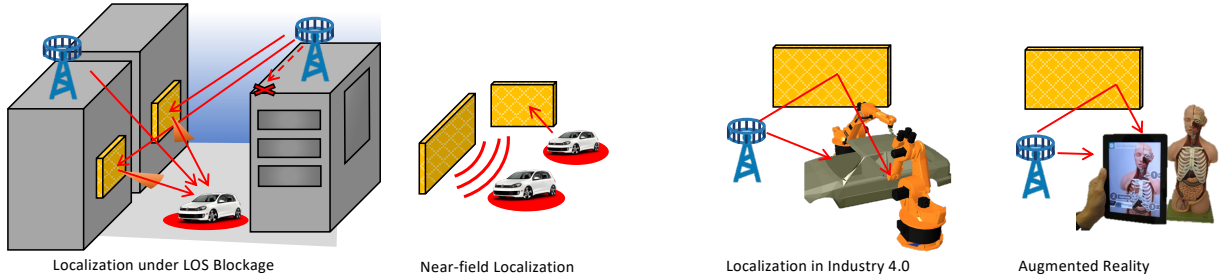 Localization under LOS Blockage
Near-field Localization
Localization in Industry 4.0
Augmented Reality